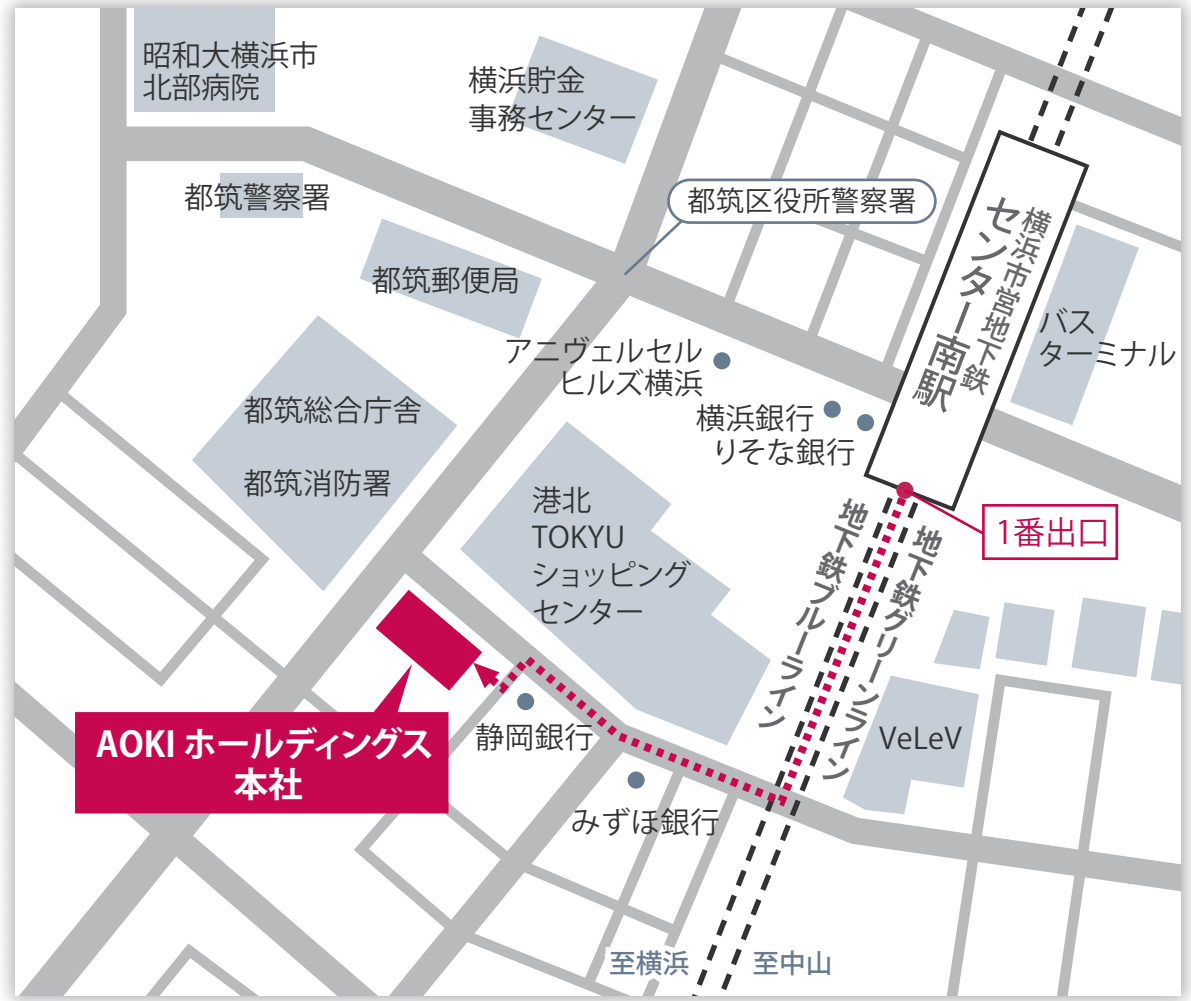 昭和大横浜市
北部病院
横浜貯金
事務センター
都筑警察署
都筑区役所警察署
横浜市営地下鉄
センター南駅
都筑郵便局
バス
ターミナル
アニヴェルセル
ヒルズ横浜
横浜銀行
りそな銀行
都筑総合庁舎
都筑消防署
港北
TOKYU
ショッピング
センター
1番出口
地下鉄ブルーライン
地下鉄グリーンライン
AOKI ホールディングス
本社
静岡銀行
VeLeV
みずほ銀行
至横浜
至中山